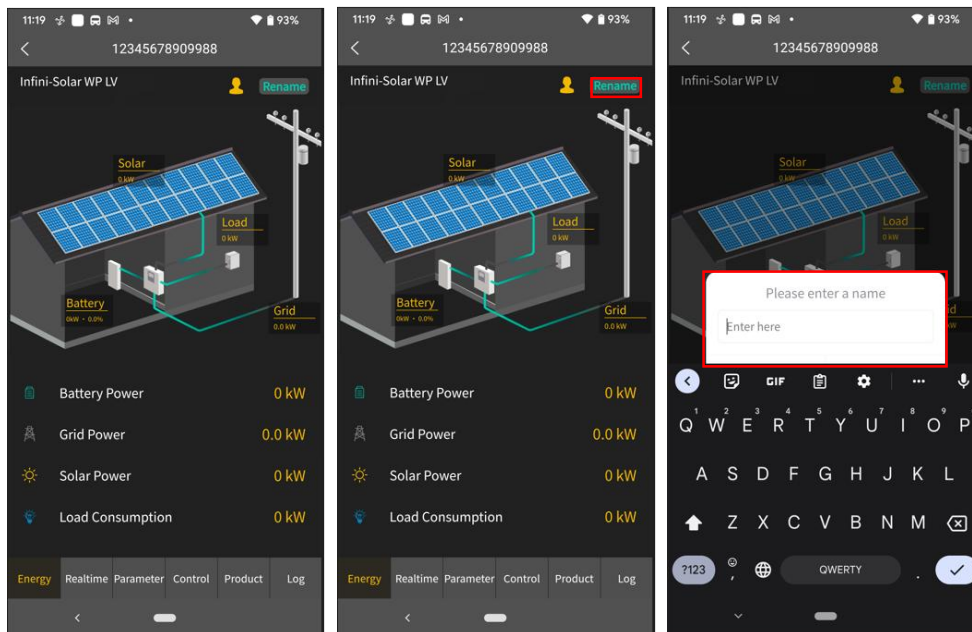 11:19
93%
12345678909988
Infini-Solar WP LV
Rename
Solar
0 kW
Load
0 kW
Battery
0kW - 0.0%
Grid
0.0 kW
Battery Power 0 kW
Grid Power 0.0 kW
Solar Power 0 kW
Load Consumption 0 kW
Energy Realtime Parameter Control Product Log
11:19
93%
12345678909988
Infini-Solar WP LV
Rename
Solar
0 kW
Load
0 kW
Battery
0kW - 0.0%
Grid
0.0 kW
Battery Power 0 kW
Grid Power 0.0 kW
Solar Power 0 kW
Load Consumption 0 kW
Energy Realtime Parameter Control Product Log
11:19
93%
12345678909988
Infini-Solar WP LV
Rename
Solar
0 kW
Load
0 kW
Please enter a name
Enter here
GIF
1 2 3 4 5 6 7 8 9
Q W E R T Y U I O P
A S D F G H J K L
Z X C V B N M
?123 , QWERTY .